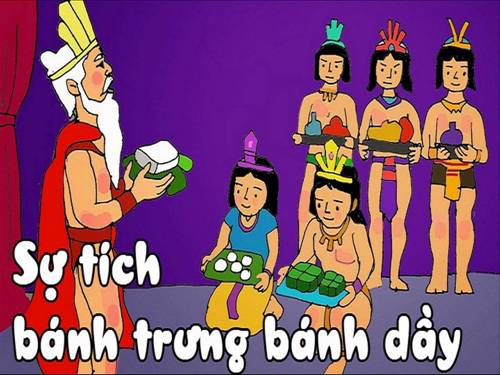 Sự tích
bánh trưng bánh dầy